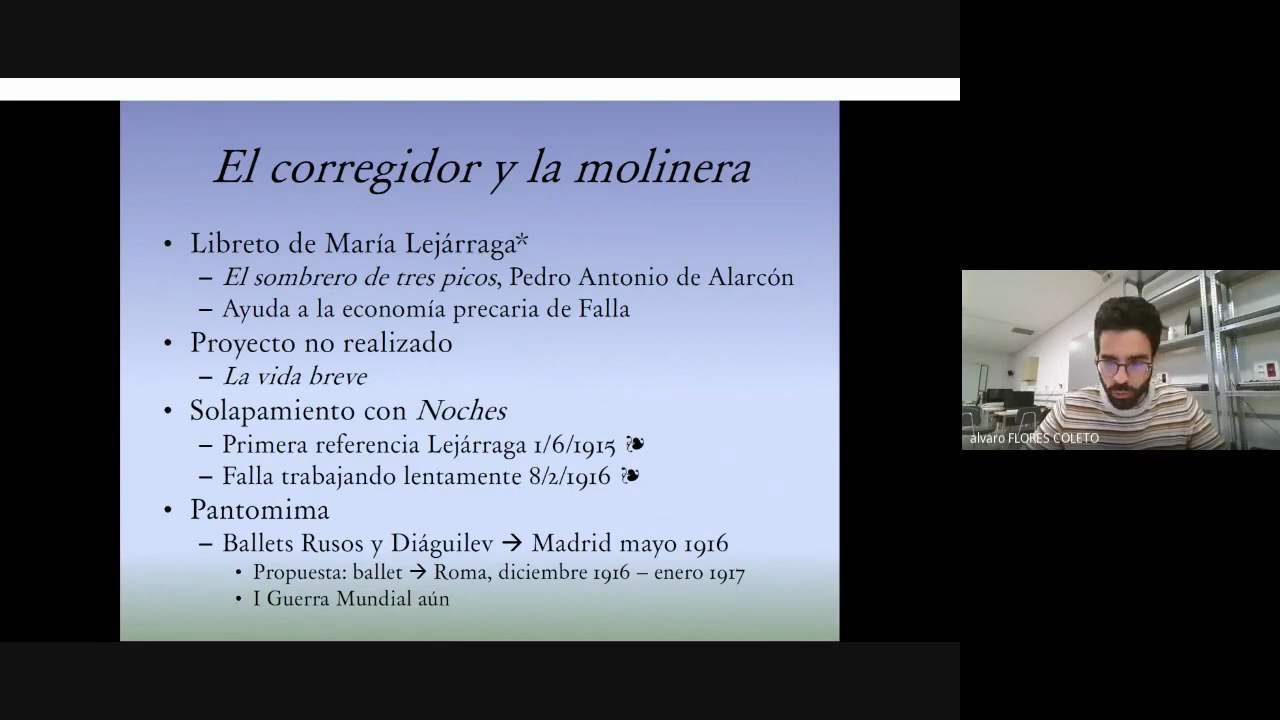 El corregidor y la molinera
• Libreto de María Lejárraga*
– El sombrero de tres picos, Pedro Antonio de Alarcón
– Ayuda a la economía precaria de Falla
• Proyecto no realizado
– La vida breve
• Solapamiento con Noches
– Primera referencia Lejárraga 1/6/1915 ❧
– Falla trabajando lentamente 8/2/1916 ❧
• Pantomima
– Ballets Rusos y Diáguilev → Madrid mayo 1916
• Propuesta: ballet → Roma, diciembre 1916 – enero 1917
• I Guerra Mundial aún
alvaro FLORES COLETO